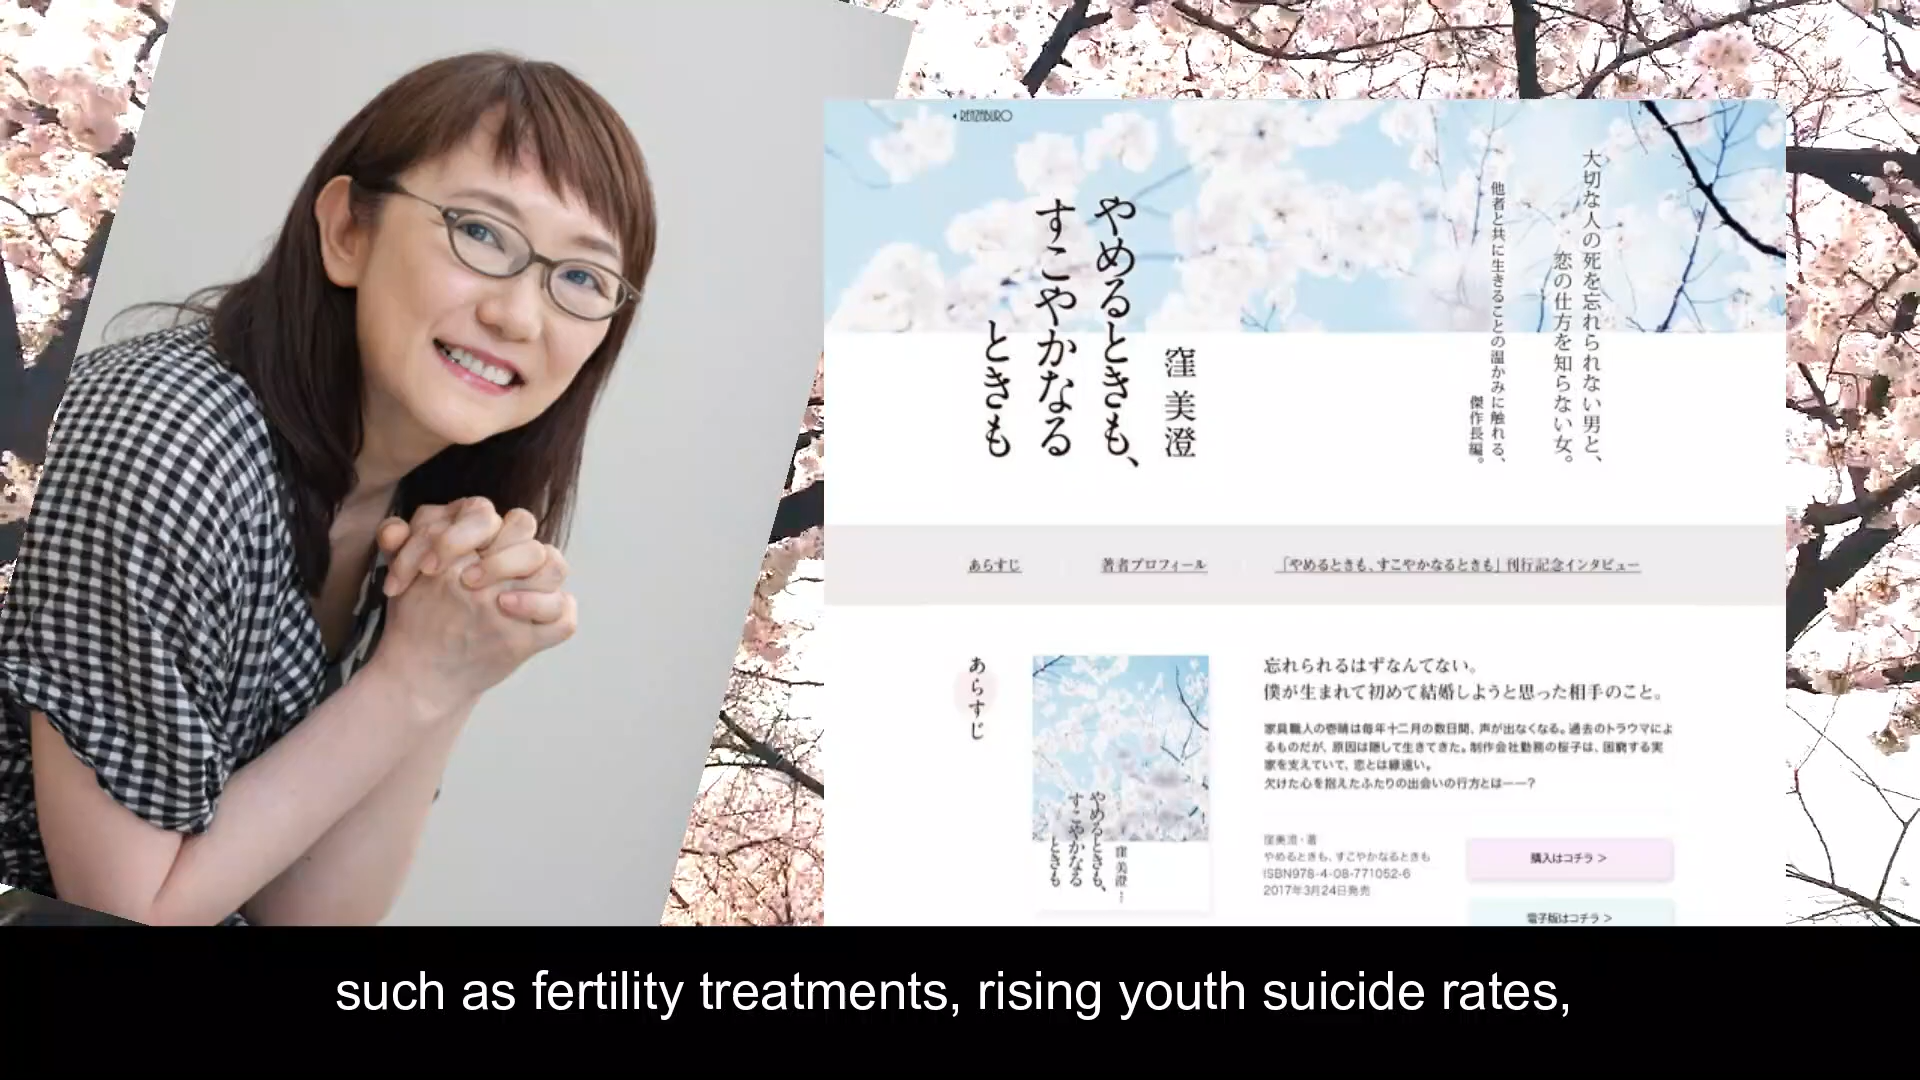 RENZABURO
大切な人の死を忘れられない男と、
恋の仕方を知らない女。
他者と共に生きることの温かみに触れる、
傑作長編。
窪 美澄
やめるときも、
すこやかなる
ときも
あらすじ
著者プロフィール
「やめるときも、すこやかなるときも」刊行記念インタビュー
あらすじ
窪 美澄
やめるときも、
すこやかなる
ときも
忘れられるはずなんてない。
僕が生まれて初めて結婚しようと思った相手のこと。
家具職人の壱晴は毎年十二月の数日間、声が出なくなる。過去のトラウマによ
るものだが、原因は隠して生きてきた。制作会社勤務の桜子は、困窮する実
家を支えていて、恋とは縁遠い。
欠けた心を抱えたふたりの出会いの行方とは——?
窪美澄・著
やめるときも、すこやかなるときも
ISBN978-4-08-771052-6
2017年3月24日発売
購入はコチラ >
電子版はコチラ >
such as fertility treatments, rising youth suicide rates,